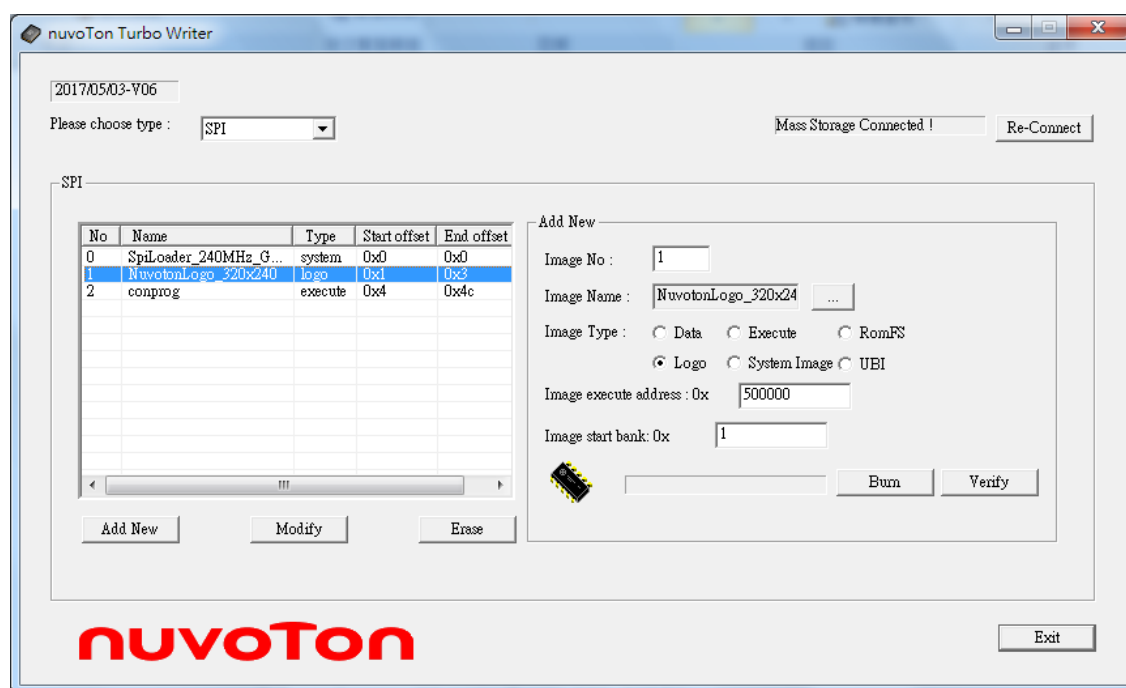 nuvoTon Turbo Writer
2017/05/03-V06
Please choose type :
SPI
Mass Storage Connected !
Re-Connect
SPI
No Name Type Start offset End offset
0 SpiLoader_240MHz_G... system 0x0 0x0
1 NuvotonLogo_320x240 logo 0x1 0x3
2 conprog execute 0x4 0x4c
Add New
Modify
Erase
Add New
Image No : 1
Image Name : NuvotonLogo_320x24 ...
Image Type : Data Execute RomFS
Logo System Image UBI
Image execute address : 0x 500000
Image start bank: 0x 1
Burn
Verify
nuvoTon
Exit